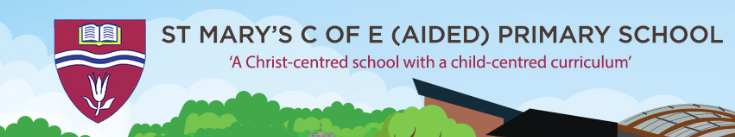 ST MARY'S C OF E (AIDED) PRIMARY SCHOOL
'A Christ-centred school with a child-centred curriculum'